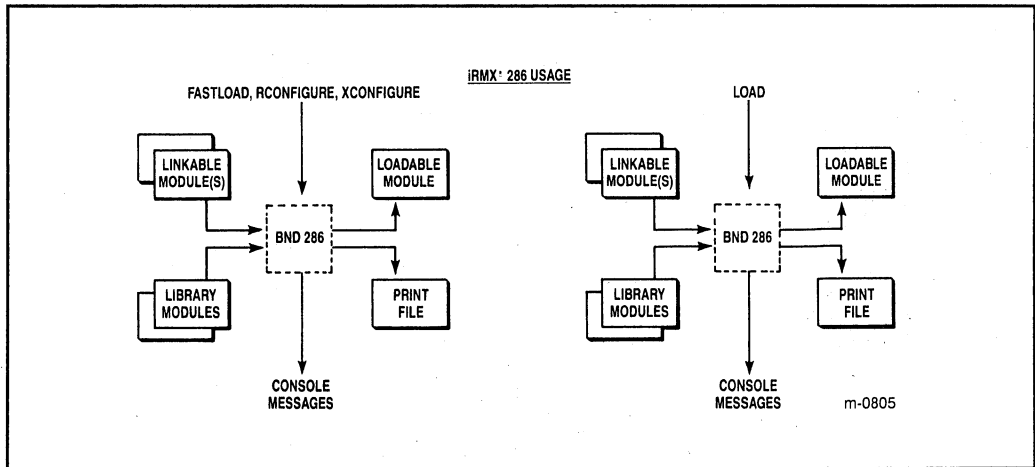 iRMX® 286 USAGE
FASTLOAD, RCONFIGURE, XCONFIGURE
LINKABLE
MODULE(S)
LOADABLE
MODULE
BND 286
LIBRARY
MODULES
PRINT
FILE
CONSOLE
MESSAGES
LOAD
LINKABLE
MODULE(S)
LOADABLE
MODULE
BND 286
LIBRARY
MODULES
PRINT
FILE
CONSOLE
MESSAGES
m-0805